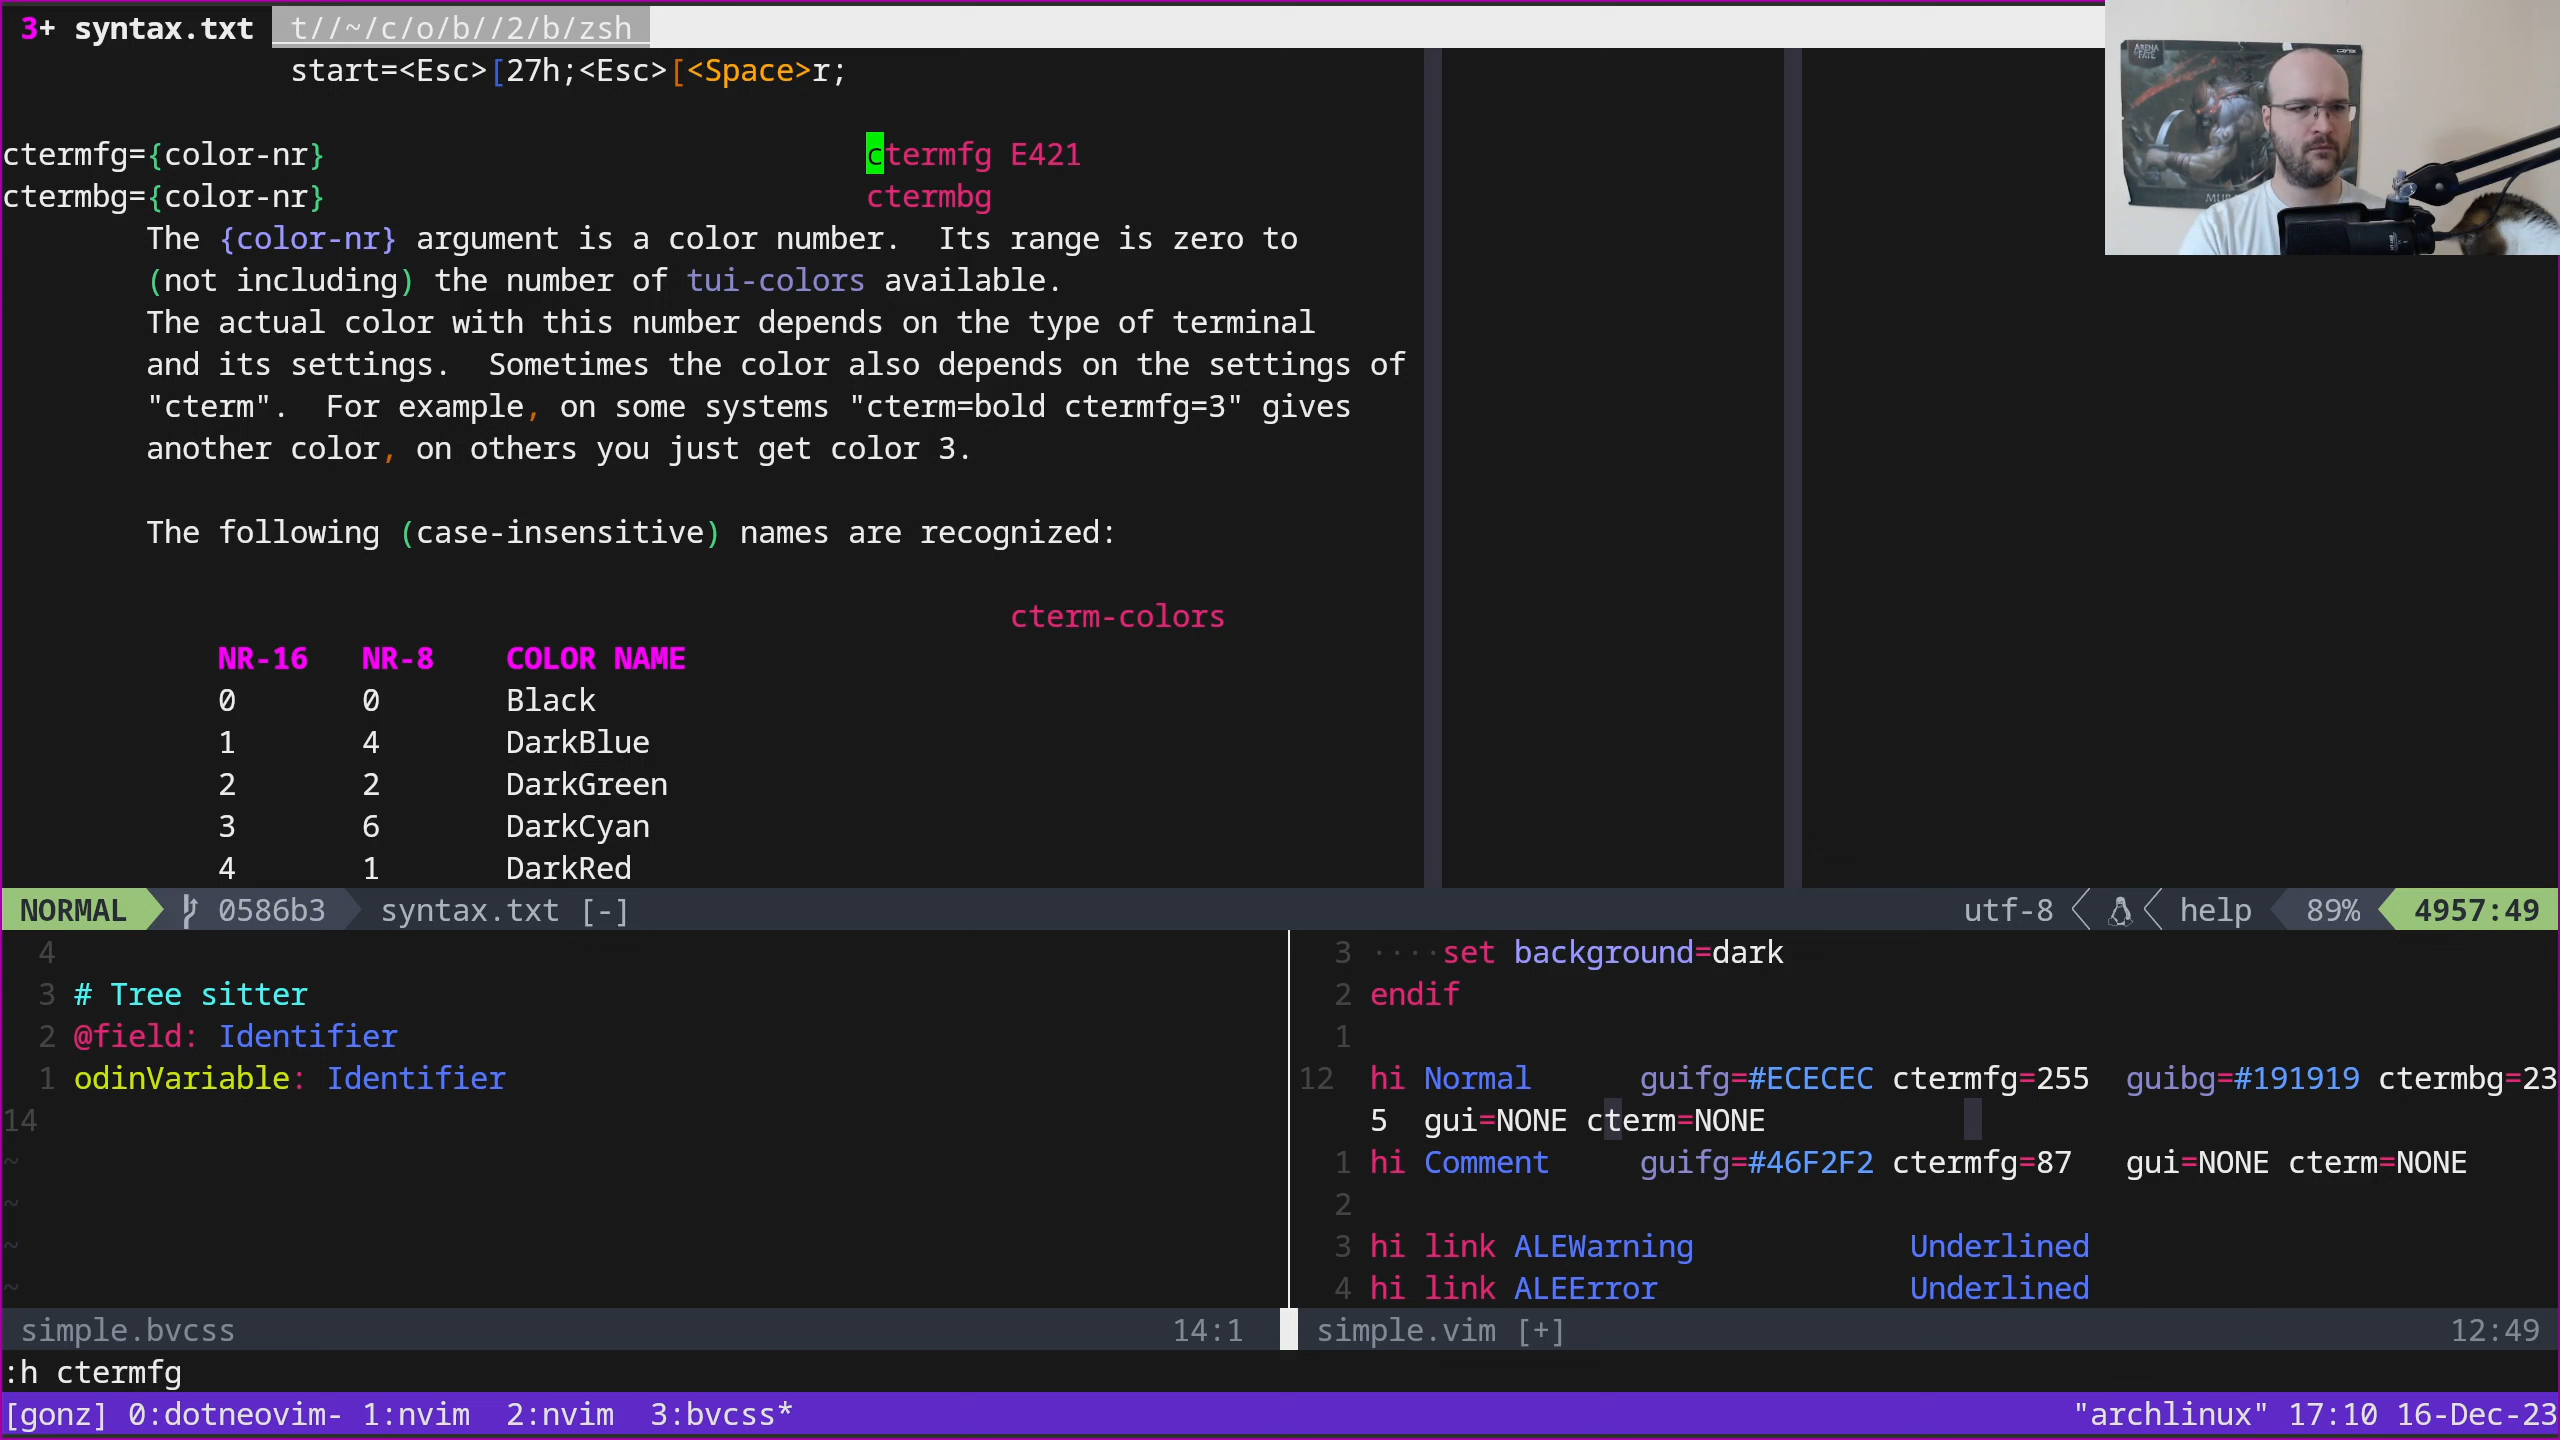 3+ syntax.txt  t//~/c/o/b//2/b/zsh
start=<Esc>[27h;<Esc>[<Space>r;
ctermfg={color-nr} ctermfg E421
ctermbg={color-nr} ctermbg
The {color-nr} argument is a color number.  Its range is zero to
(not including) the number of tui-colors available.
The actual color with this number depends on the type of terminal
and its settings.  Sometimes the color also depends on the settings of
"cterm".  For example, on some systems "cterm=bold ctermfg=3" gives
another color, on others you just get color 3.
The following (case-insensitive) names are recognized:
cterm-colors
NR-16   NR-8    COLOR NAME
0       0       Black
1       4       DarkBlue
2       2       DarkGreen
3       6       DarkCyan
4       1       DarkRed
NORMAL 0586b3 syntax.txt [-] utf-8 help 89% 4957:49
4
3 # Tree sitter
2 @field: Identifier
1 odinVariable: Identifier
14
~
~
~
~
simple.bvcss 14:1
3 ····set background=dark
2 endif
1
12 hi Normal      guifg=#ECECEC ctermfg=255  guibg=#191919 ctermbg=23
5  gui=NONE cterm=NONE
1 hi Comment     guifg=#46F2F2 ctermfg=87   gui=NONE cterm=NONE
2
3 hi link ALEWarning            Underlined
4 hi link ALEError              Underlined
simple.vim [+] 12:49
:h ctermfg
[gonz] 0:dotneovim- 1:nvim  2:nvim  3:bvcss* "archlinux" 17:10 16-Dec-23
ARENA
OF FATE